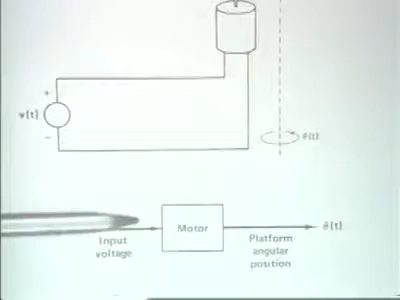 +
v(t)
−
θ(t)
Motor
θ(t)
Input
voltage
Platform
angular
position